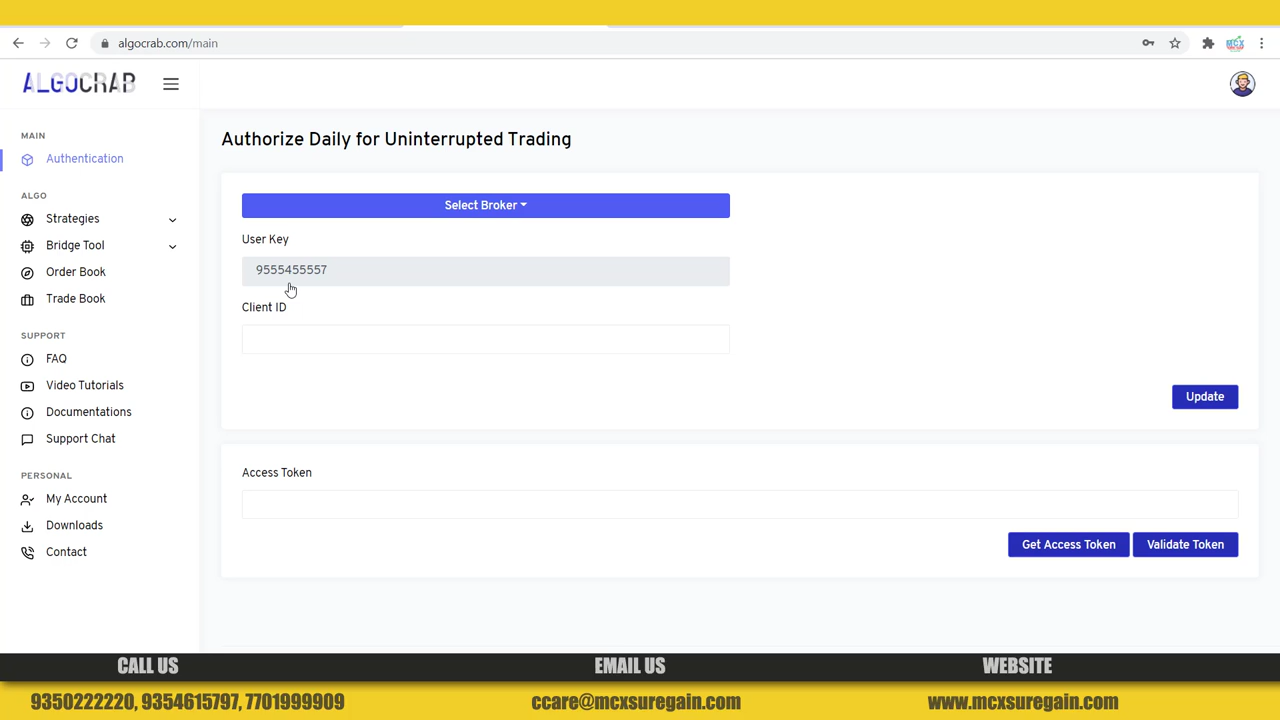 algocrab.com/main
ALGOCRAB
MAIN
Authentication
ALGO
Strategies
Bridge Tool
Order Book
Trade Book
SUPPORT
FAQ
Video Tutorials
Documentations
Support Chat
PERSONAL
My Account
Downloads
Contact
Authorize Daily for Uninterrupted Trading
Select Broker
User Key
9555455557
Client ID
Update
Access Token
Get Access Token Validate Token
CALL US EMAIL US WEBSITE
9350222220, 9354615797, 7701999909 ccare@mcxsuregain.com www.mcxsuregain.com